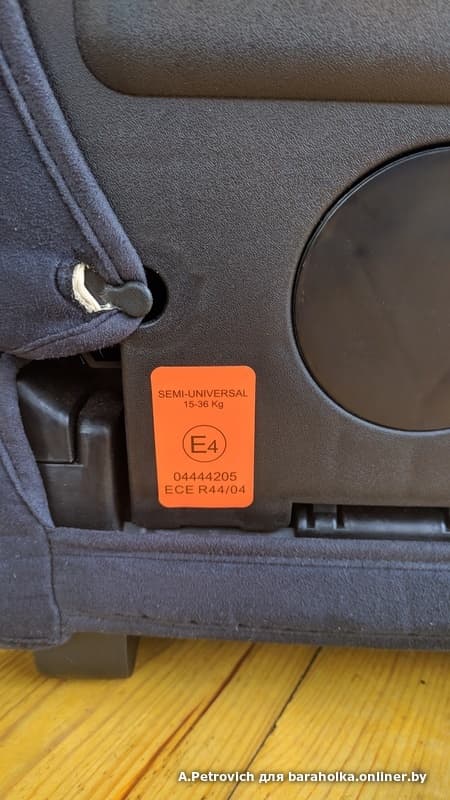 SEMI-UNIVERSAL
15-36 Kg
E4
04444205
ECE R44/04
A.Petrovich для baraholka.onliner.by